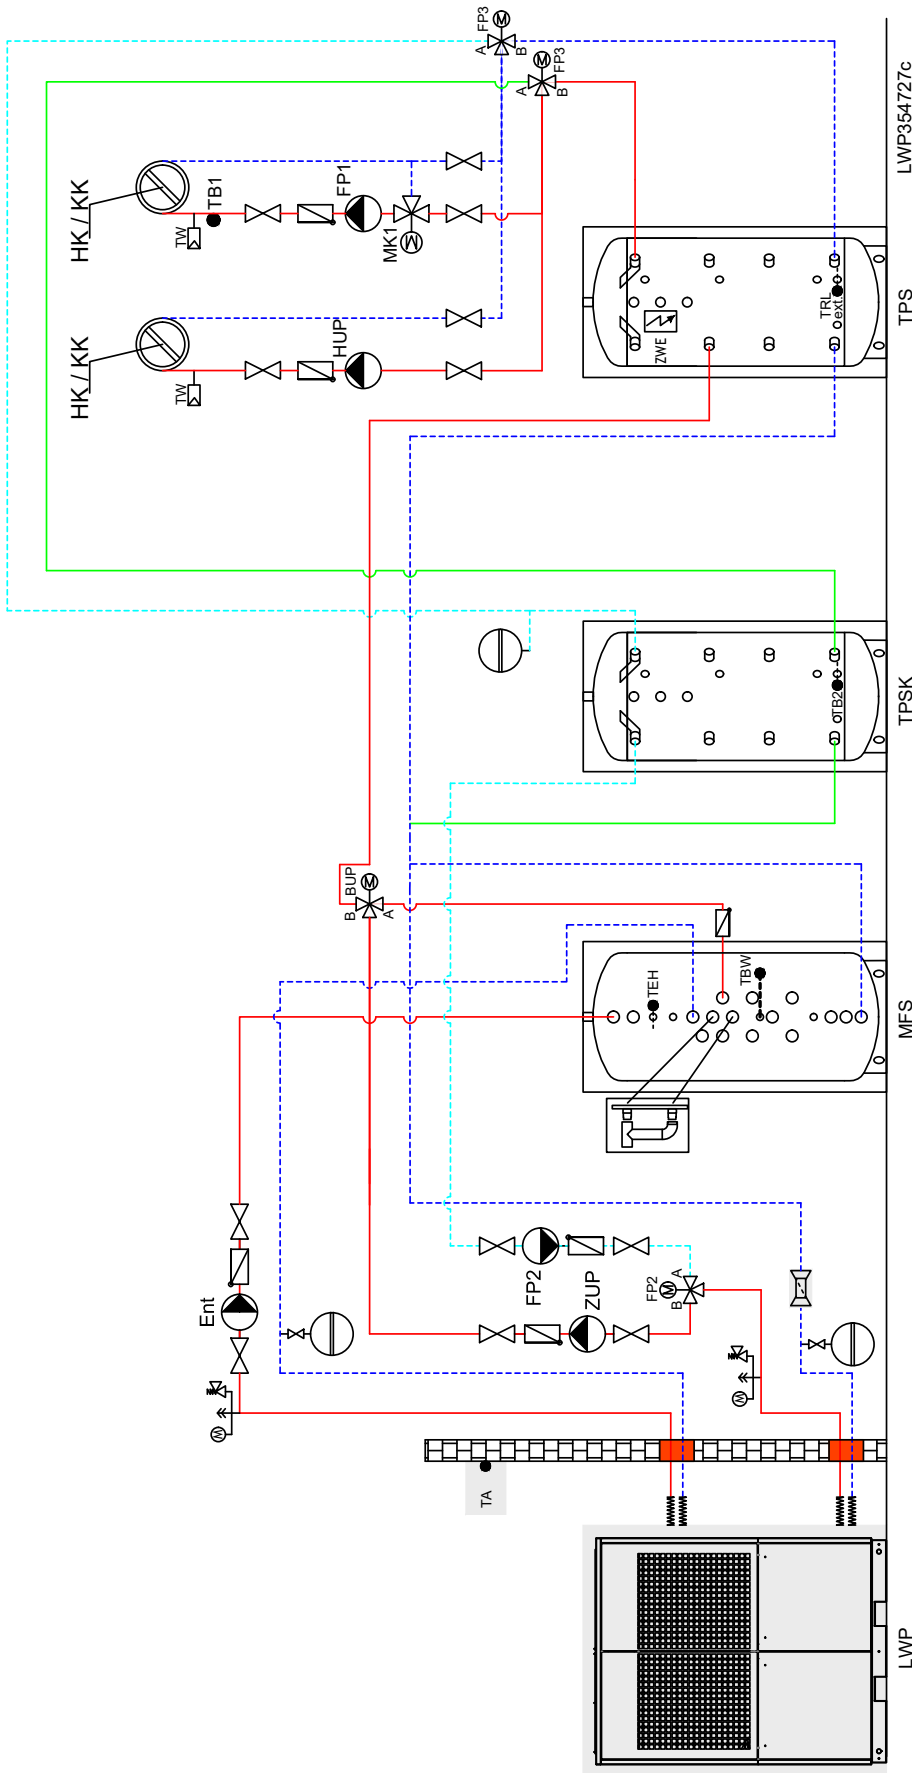 FP3
M
A
B
M
FP3
A
B
LWP354727c
HK / KK
TB1
TW
FP1
MK1
M
HK / KK
TW
HUP
ZWE
TRL
ext.
TPS
TB2
TPSK
BUP
M
B
A
TEH
TBW
MFS
Ent
FP2
ZUP
FP2
M
A
B
M
M
TA
LWP